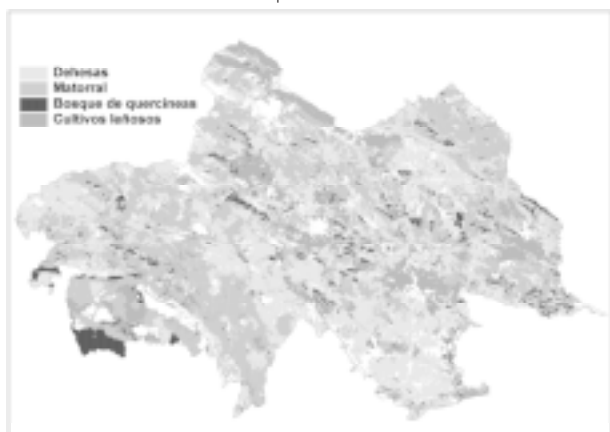 Dehesas
Matorral
Bosque de quercíneas
Cultivos leñosos